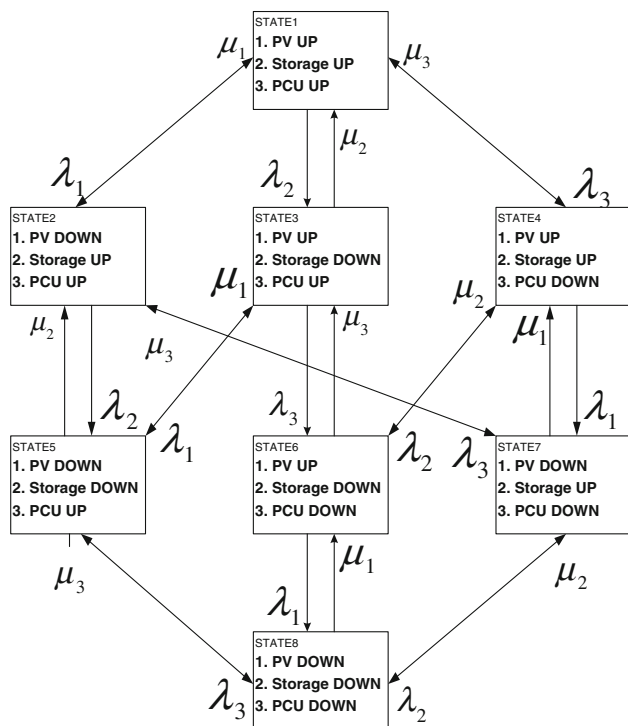 STATE1
1. PV UP
2. Storage UP
3. PCU UP
μ1
μ3
μ2
λ1
λ2
λ3
STATE2
1. PV DOWN
2. Storage UP
3. PCU UP
STATE3
1. PV UP
2. Storage DOWN
3. PCU UP
STATE4
1. PV UP
2. Storage UP
3. PCU DOWN
μ1
μ2
μ2
μ3
μ3
μ1
λ2
λ1
λ3
λ2
λ3
λ1
STATE5
1. PV DOWN
2. Storage DOWN
3. PCU UP
STATE6
1. PV UP
2. Storage DOWN
3. PCU DOWN
STATE7
1. PV DOWN
2. Storage UP
3. PCU DOWN
μ3
μ1
μ2
λ1
λ3
λ2
STATE8
1. PV DOWN
2. Storage DOWN
3. PCU DOWN